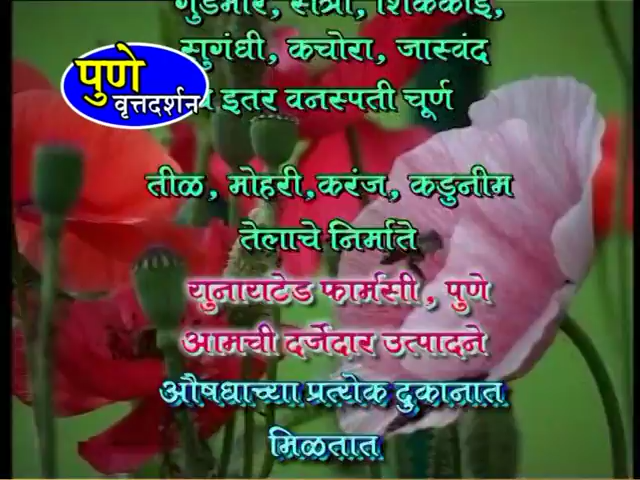 गुडमार, सात्रा, शिककाई,
सुगंधी, कचोरा, जास्वंद
पुणे
वृत्तदर्शन
व इतर वनस्पती चूर्ण
तीळ, मोहरी,करंज, कडुनीम
तेलाचे निर्माते
युनायटेड फार्मसी, पुणे
आमची दर्जेदार उत्पादने
औषधाच्या प्रत्येक दुकानात
मिळतात